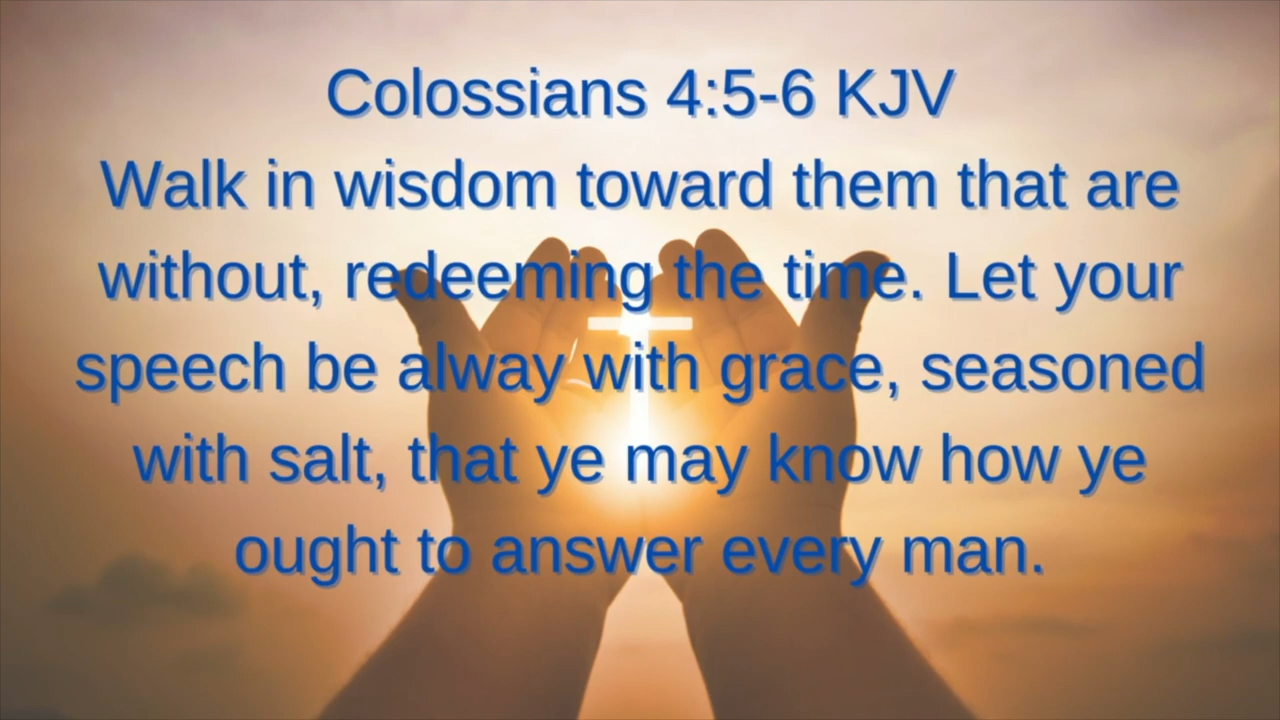 Colossians 4:5-6 KJV
Walk in wisdom toward them that are
without, redeeming the time. Let your
speech be alway with grace, seasoned
with salt, that ye may know how ye
ought to answer every man.